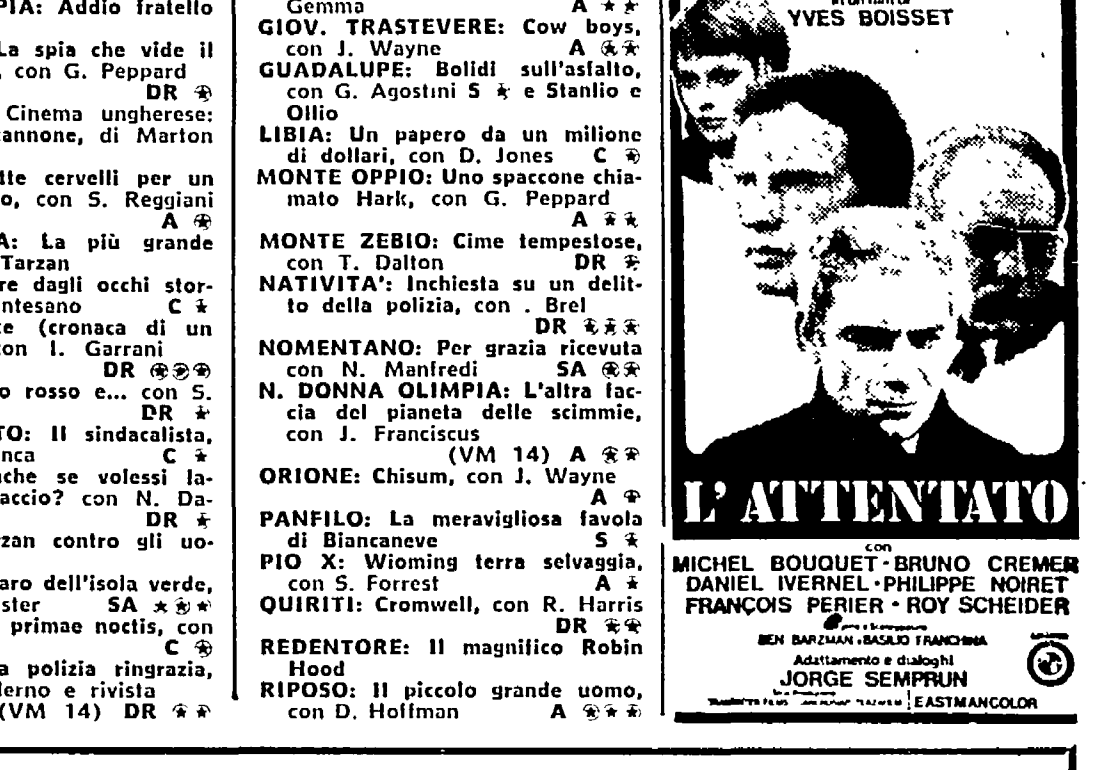 PIA: Addio fratello
La spia che vide il
, con G. Peppard
DR ★
Cinema ungherese:
cannone, di Marton
tte cervelli per un
o, con S. Reggiani
A ★
A: La più grande
Tarzan
re dagli occhi stor-
ntesano C ★
te (cronaca di un
con I. Garrani
DR ★★★
o rosso e... con S.
DR ★
TO: Il sindacalista,
nca C ★
nche se volessi la-
accio? con N. Da-
DR ★
rzan contro gli uo-
aro dell'isola verde,
ster SA ★★★
primae noctis, con
C ★
a polizia ringrazia,
lerno e rivista
(VM 14) DR ★★
Gemma A ★★
GIOV. TRASTEVERE: Cow boys,
con J. Wayne A ★★
GUADALUPE: Bolidi sull'asfalto,
con G. Agostini S ★ e Stanlio e
Ollio
LIBIA: Un papero da un milione
di dollari, con D. Jones C ★
MONTE OPPIO: Uno spaccone chia-
mato Hark, con G. Peppard
A ★★
MONTE ZEBIO: Cime tempestose,
con T. Dalton DR ★
NATIVITA': Inchiesta su un delit-
to della polizia, con . Brel
DR ★★★
NOMENTANO: Per grazia ricevuta
con N. Manfredi SA ★★
N. DONNA OLIMPIA: L'altra fac-
cia del pianeta delle scimmie,
con J. Franciscus
(VM 14) A ★★
ORIONE: Chisum, con J. Wayne
A ★
PANFILO: La meravigliosa favola
di Biancaneve S ★
PIO X: Wioming terra selvaggia,
con S. Forrest A ★
QUIRITI: Cromwell, con R. Harris
DR ★★
REDENTORE: Il magnifico Robin
Hood
RIPOSO: Il piccolo grande uomo,
con D. Hoffman A ★★★
YVES BOISSET
L'ATTENTATO
con
MICHEL BOUQUET · BRUNO CREMER
DANIEL IVERNEL · PHILIPPE NOIRET
FRANÇOIS PERIER · ROY SCHEIDER
BEN BARZMAN · BASILIO FRANCHINA
Adattamento e dialoghi
JORGE SEMPRUN
EASTMANCOLOR